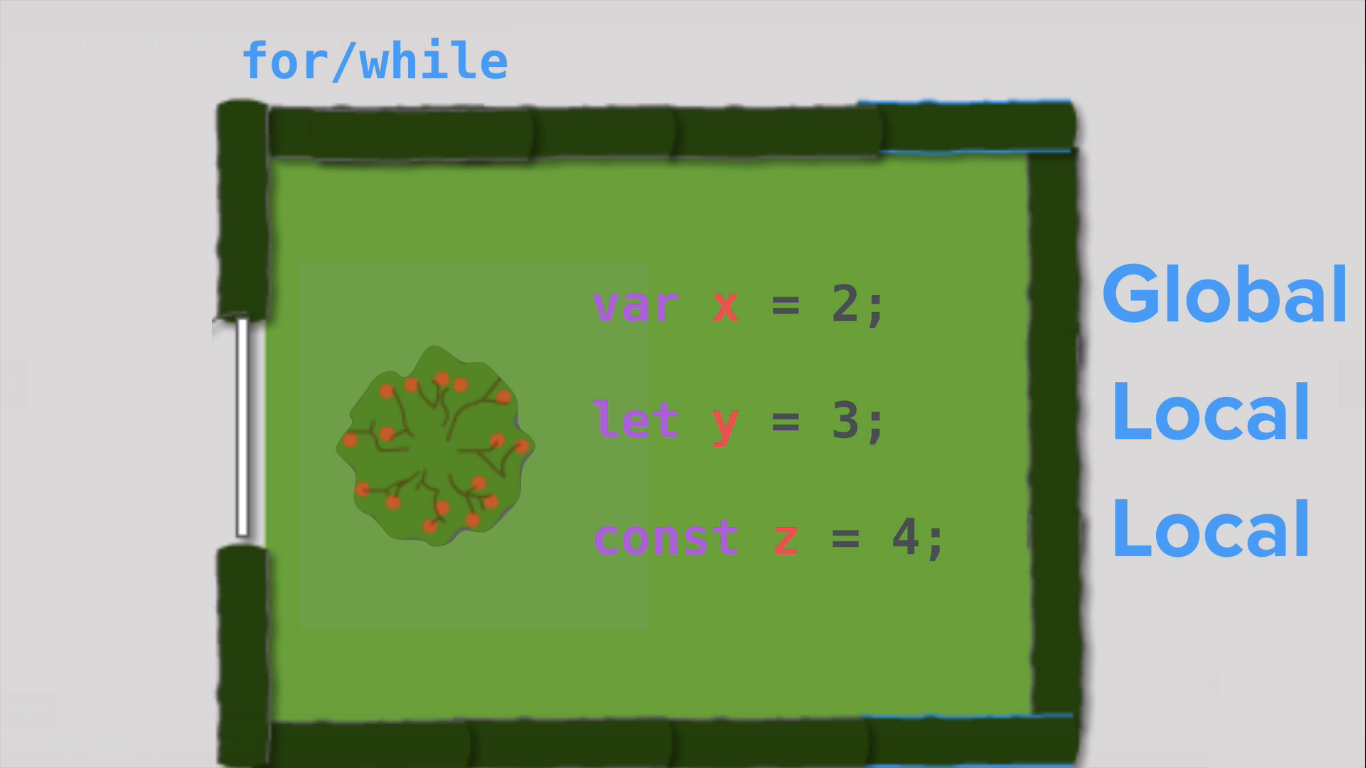 for/while
var x = 2; Global
let y = 3; Local
const z = 4; Local